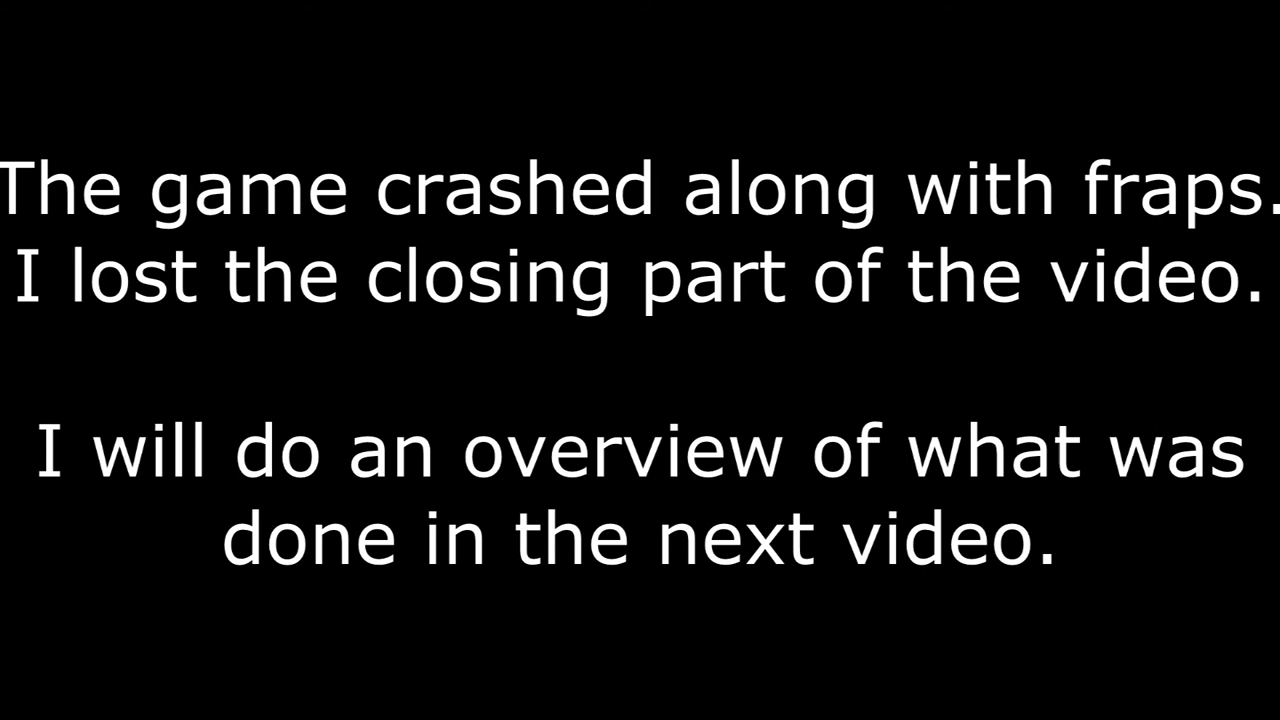 The game crashed along with fraps.
I lost the closing part of the video.
I will do an overview of what was
done in the next video.